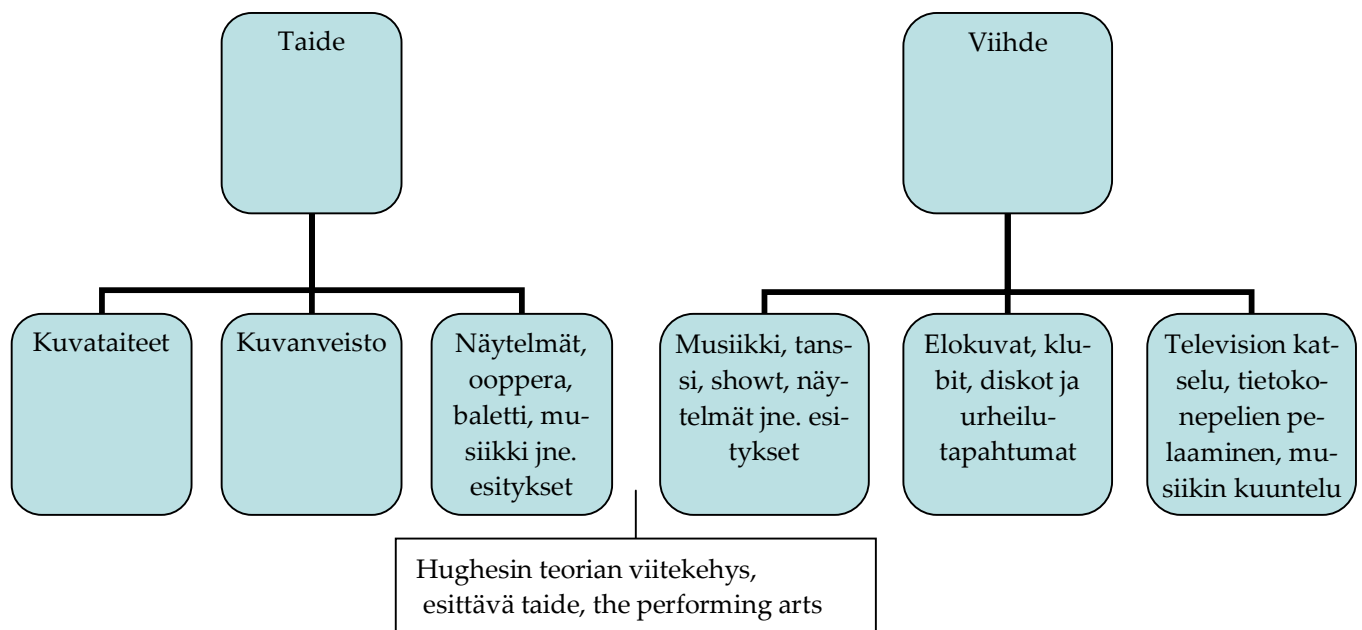 Taide
Viihde
Kuvataiteet
Kuvanveisto
Näytelmät,
ooppera,
baletti, mu-
siikki jne.
esitykset
Musiikki, tans-
si, showt, näy-
telmät jne. esi-
tykset
Elokuvat, klu-
bit, diskot ja
urheilu-
tapahtumat
Television kat-
selu, tietoko-
nepelien pe-
laaminen, mu-
siikin kuuntelu
Hughesin teorian viitekehys,
esittävä taide, the performing arts